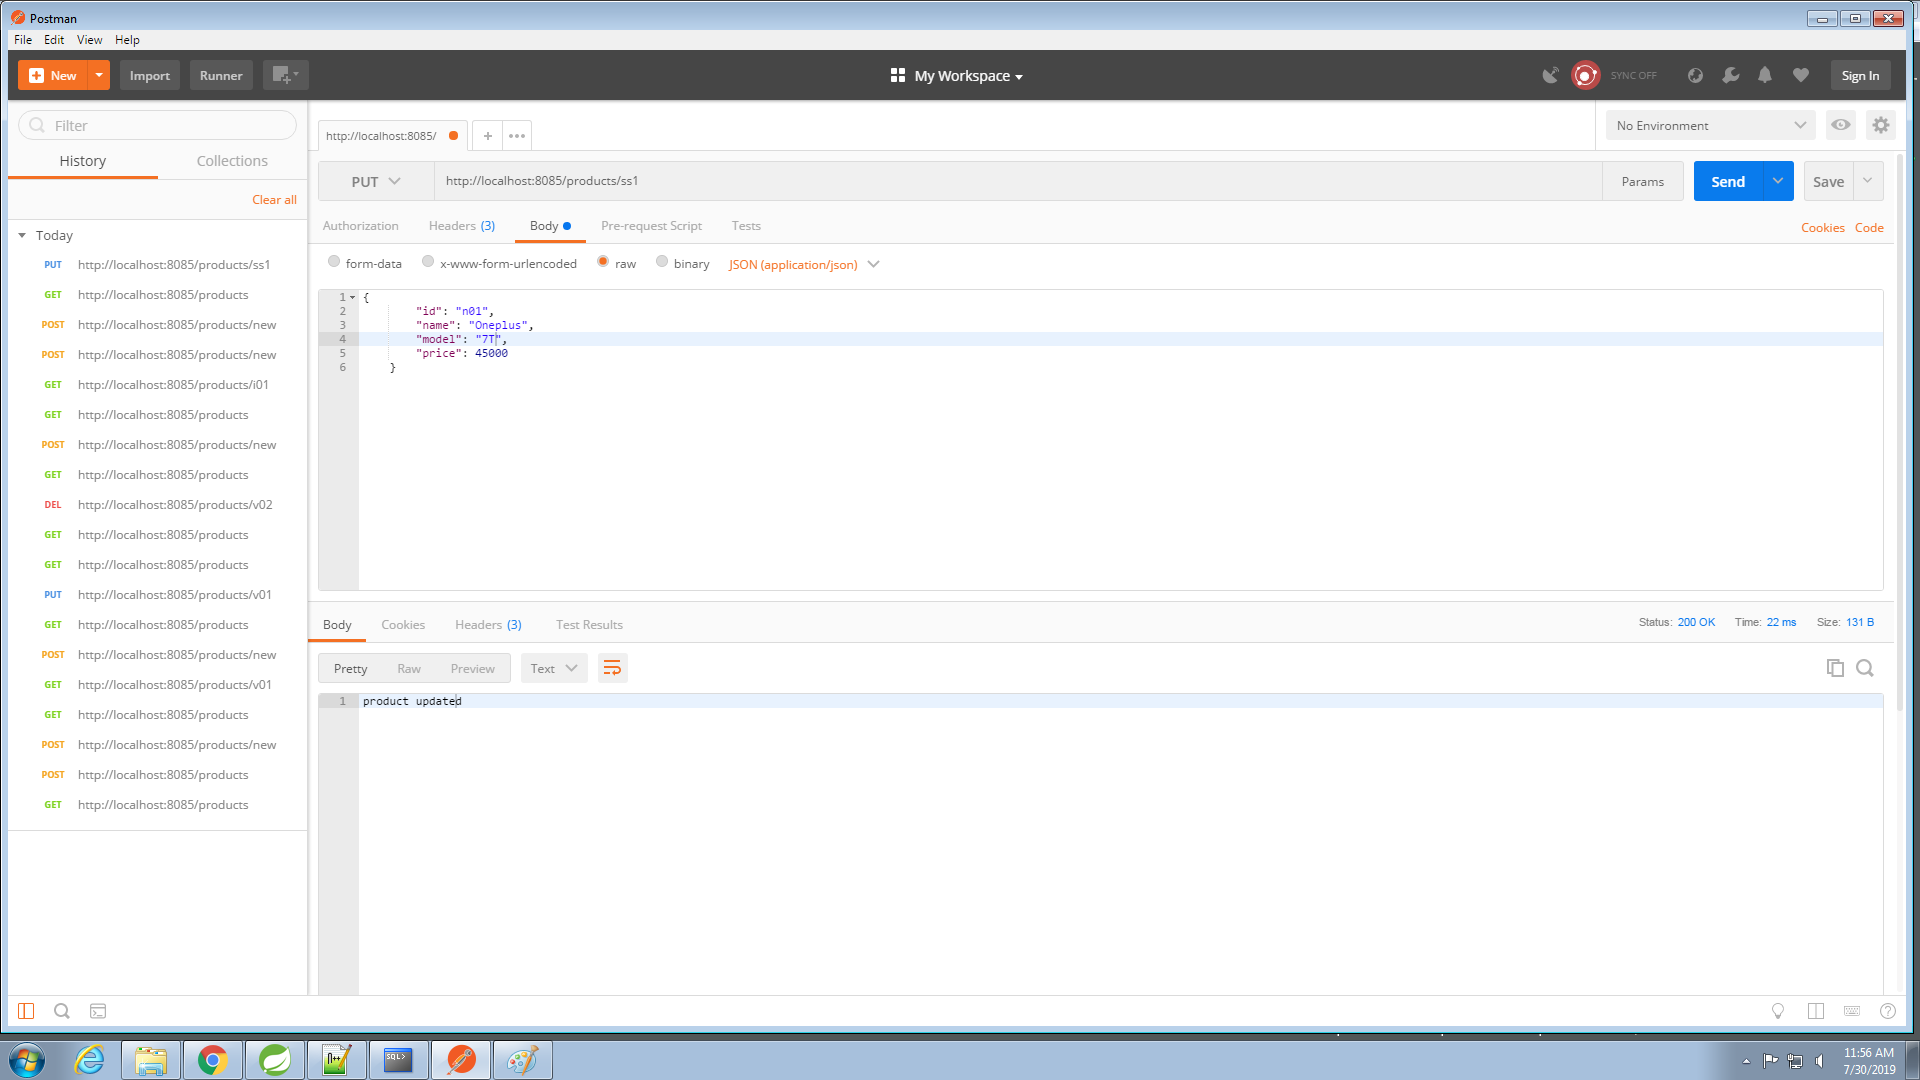 Postman
File Edit View Help
New Import Runner My Workspace SYNC OFF Sign In
Filter
History Collections
Clear all
Today
PUT http://localhost:8085/products/ss1
GET http://localhost:8085/products
POST http://localhost:8085/products/new
POST http://localhost:8085/products/new
GET http://localhost:8085/products/i01
GET http://localhost:8085/products
POST http://localhost:8085/products/new
GET http://localhost:8085/products
DEL http://localhost:8085/products/v02
GET http://localhost:8085/products
GET http://localhost:8085/products
PUT http://localhost:8085/products/v01
GET http://localhost:8085/products
POST http://localhost:8085/products/new
GET http://localhost:8085/products/v01
GET http://localhost:8085/products
POST http://localhost:8085/products/new
POST http://localhost:8085/products
GET http://localhost:8085/products
http://localhost:8085/ + ••• No Environment
PUT http://localhost:8085/products/ss1 Params Send Save
Authorization Headers (3) Body Pre-request Script Tests Cookies Code
form-data x-www-form-urlencoded raw binary JSON (application/json)
1 {
2 "id": "n01",
3 "name": "Oneplus",
4 "model": "7T",
5 "price": 45000
6 }
Body Cookies Headers (3) Test Results Status: 200 OK Time: 22 ms Size: 131 B
Pretty Raw Preview Text
1 product updated
SQL>
11:56 AM
7/30/2019